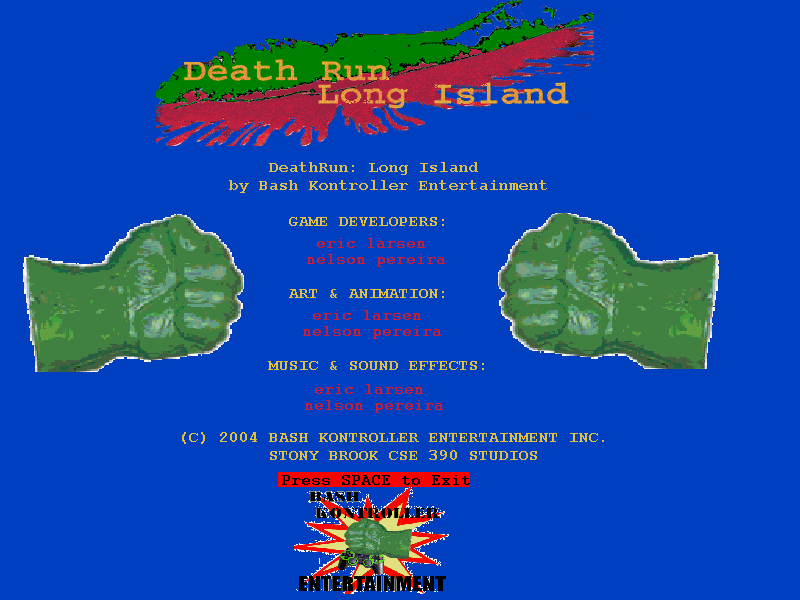 Death Run
Long Island
DeathRun: Long Island
by Bash Kontroller Entertainment
GAME DEVELOPERS:
eric larsen
nelson pereira
ART & ANIMATION:
eric larsen
nelson pereira
MUSIC & SOUND EFFECTS:
eric larsen
nelson pereira
(C) 2004 BASH KONTROLLER ENTERTAINMENT INC.
STONY BROOK CSE 390 STUDIOS
Press SPACE to Exit
BASH
KONTROLLER
ENTERTAINMENT